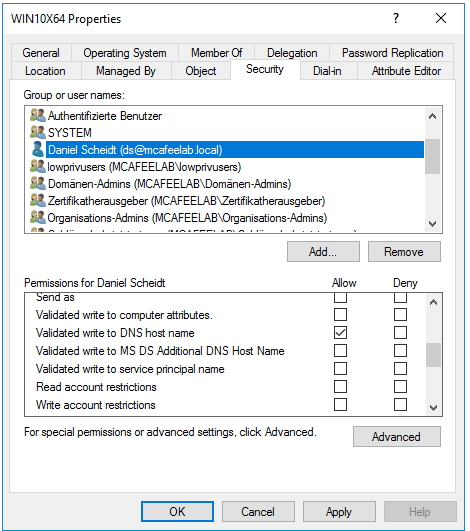 WIN10X64 Properties
General Operating System Member Of Delegation Password Replication
Location Managed By Object Security Dial-in Attribute Editor
Group or user names:
Authentifizierte Benutzer
SYSTEM
Daniel Scheidt (ds@mcafeelab.local)
lowprivusers (MCAFEELAB\lowprivusers)
Domänen-Admins (MCAFEELAB\Domänen-Admins)
Zertifikatherausgeber (MCAFEELAB\Zertifikatherausgeber)
Organisations-Admins (MCAFEELAB\Organisations-Admins)
Add... Remove
Permissions for Daniel Scheidt Allow Deny
Send as
Validated write to computer attributes.
Validated write to DNS host name
Validated write to MS DS Additional DNS Host Name
Validated write to service principal name
Read account restrictions
Write account restrictions
For special permissions or advanced settings, click Advanced.
Advanced
OK Cancel Apply Help